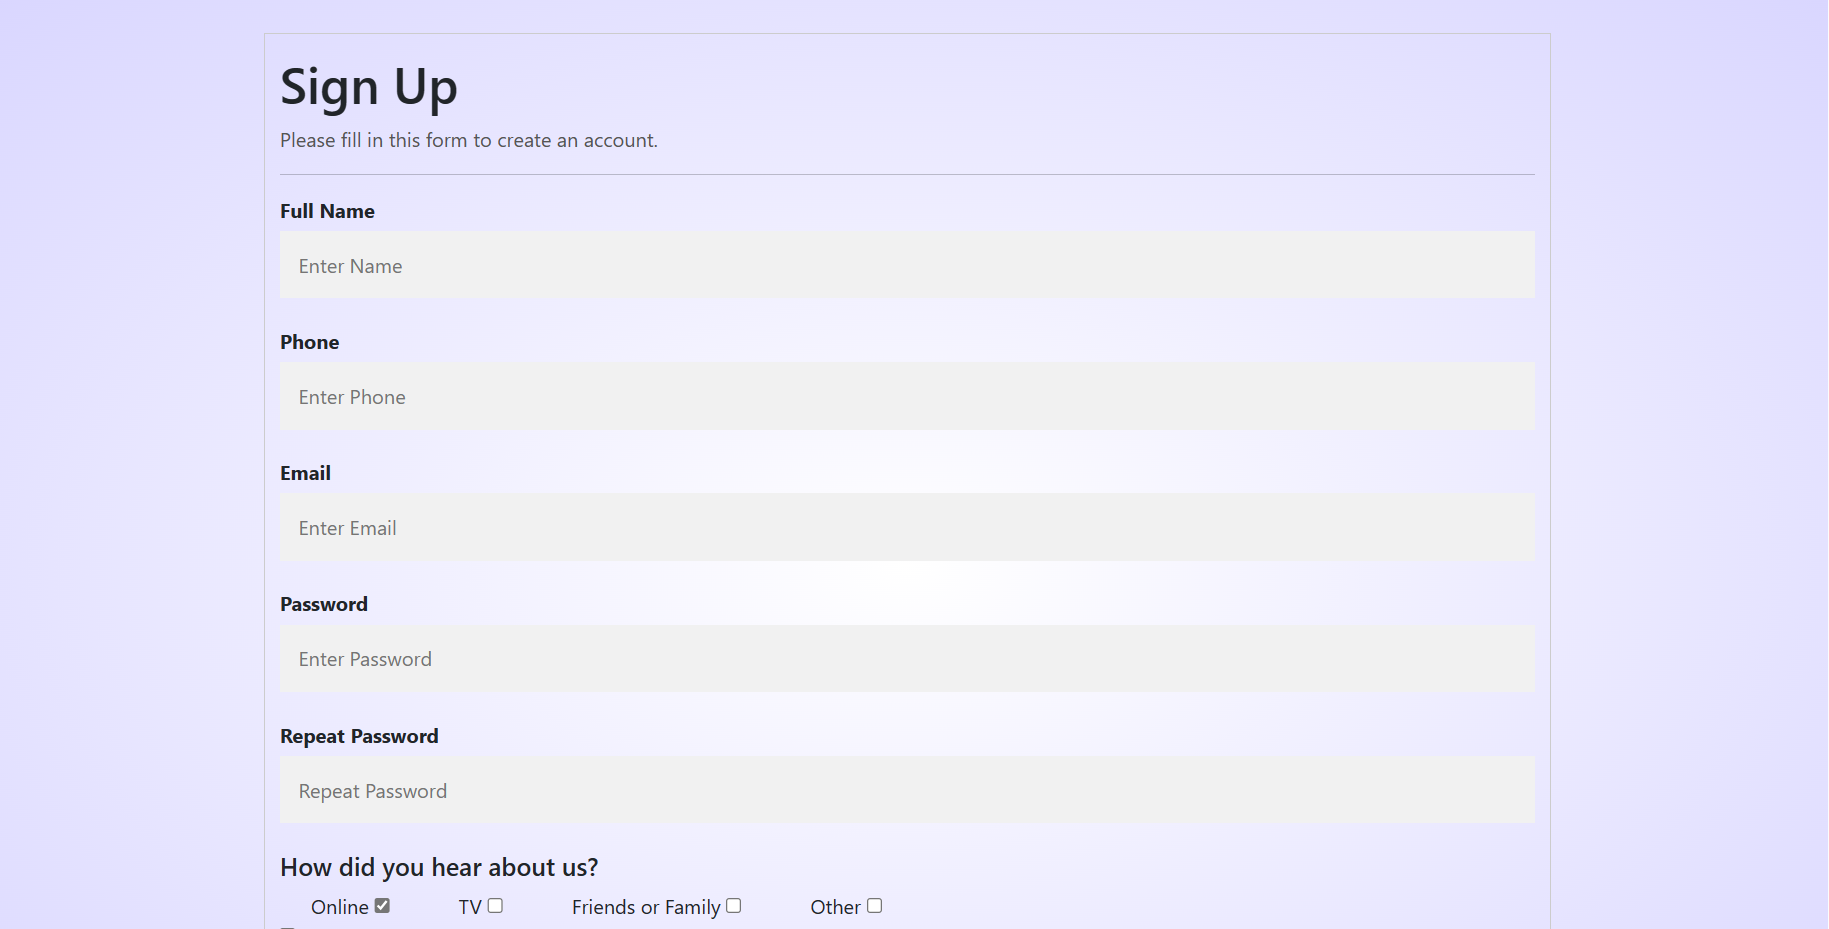 Sign Up
Please fill in this form to create an account.
Full Name
Enter Name
Phone
Enter Phone
Email
Enter Email
Password
Enter Password
Repeat Password
Repeat Password
How did you hear about us?
Online TV Friends or Family Other